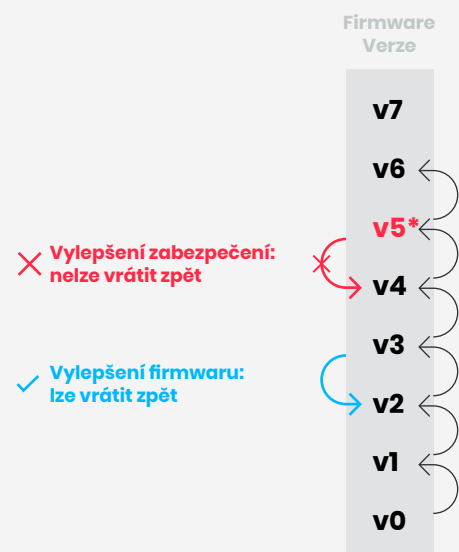 Firmware
Verze
v7
v6
v5*
Vylepšení zabezpečení:
nelze vrátit zpět
v4
v3
Vylepšení firmwaru:
lze vrátit zpět
v2
v1
v0